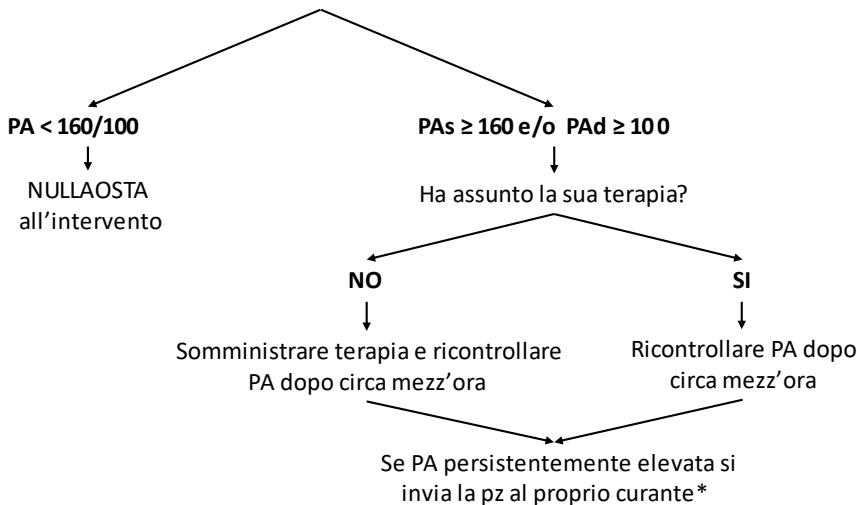 PA < 160/100
PAs ≥ 160 e/o PAd ≥ 100
NULLAOSTA
all'intervento
Ha assunto la sua terapia?
NO
SI
Somministrare terapia e ricontrollare
PA dopo circa mezz'ora
Ricontrollare PA dopo
circa mezz'ora
Se PA persistentemente elevata si
invia la pz al proprio curante*